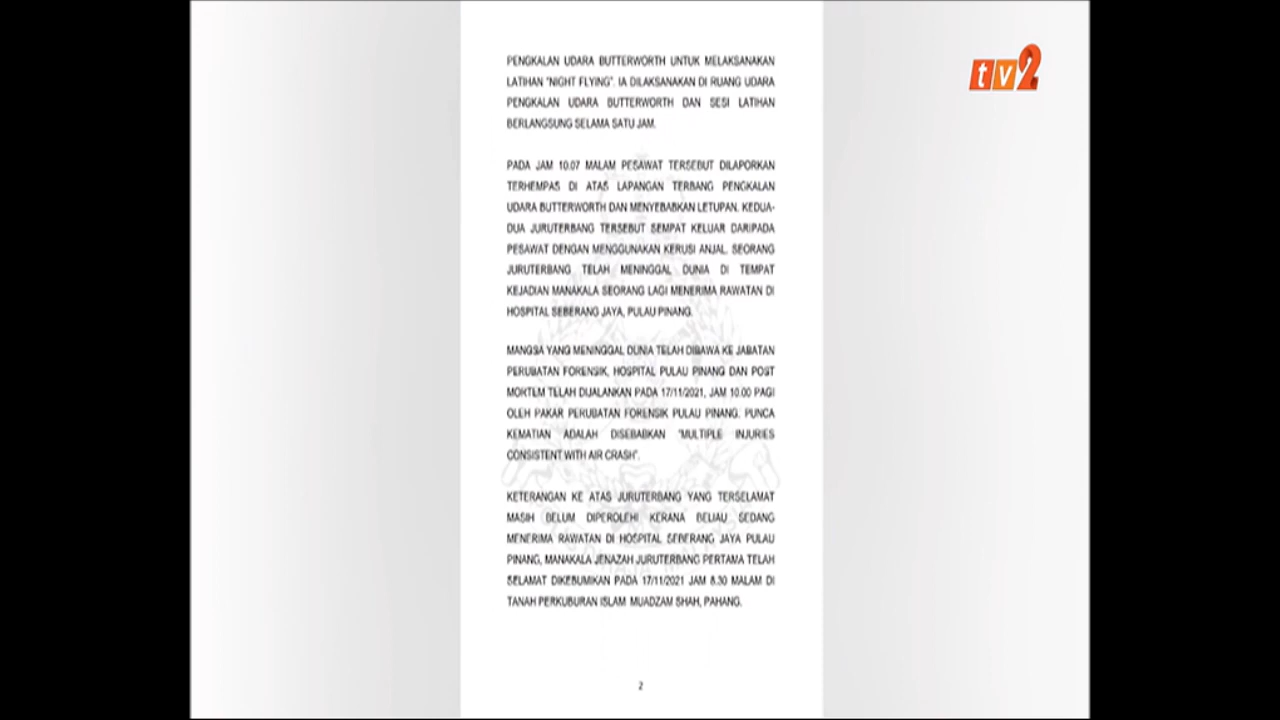 tv2
PENGKALAN UDARA BUTTERWORTH UNTUK MELAKSANAKAN
LATIHAN "NIGHT FLYING". IA DILAKSANAKAN DI RUANG UDARA
PENGKALAN UDARA BUTTERWORTH DAN SESI LATIHAN
BERLANGSUNG SELAMA SATU JAM.
PADA JAM 10.07 MALAM PESAWAT TERSEBUT DILAPORKAN
TERHEMPAS DI ATAS LAPANGAN TERBANG PENGKALAN
UDARA BUTTERWORTH DAN MENYEBABKAN LETUPAN. KEDUA-
DUA JURUTERBANG TERSEBUT SEMPAT KELUAR DARIPADA
PESAWAT DENGAN MENGGUNAKAN KERUSI ANJAL. SEORANG
JURUTERBANG TELAH MENINGGAL DUNIA DI TEMPAT
KEJADIAN MANAKALA SEORANG LAGI MENERIMA RAWATAN DI
HOSPITAL SEBERANG JAYA, PULAU PINANG.
MANGSA YANG MENINGGAL DUNIA TELAH DIBAWA KE JABATAN
PERUBATAN FORENSIK, HOSPITAL PULAU PINANG DAN POST
MORTEM TELAH DIJALANKAN PADA 17/11/2021, JAM 10.00 PAGI
OLEH PAKAR PERUBATAN FORENSIK PULAU PINANG. PUNCA
KEMATIAN ADALAH DISEBABKAN "MULTIPLE INJURIES
CONSISTENT WITH AIR CRASH".
KETERANGAN KE ATAS JURUTERBANG YANG TERSELAMAT
MASIH BELUM DIPEROLEHI KERANA BELIAU SEDANG
MENERIMA RAWATAN DI HOSPITAL SEBERANG JAYA PULAU
PINANG, MANAKALA JENAZAH JURUTERBANG PERTAMA TELAH
SELAMAT DIKEBUMIKAN PADA 17/11/2021 JAM 8.30 MALAM DI
TANAH PERKUBURAN ISLAM MUADZAM SHAH, PAHANG.
2